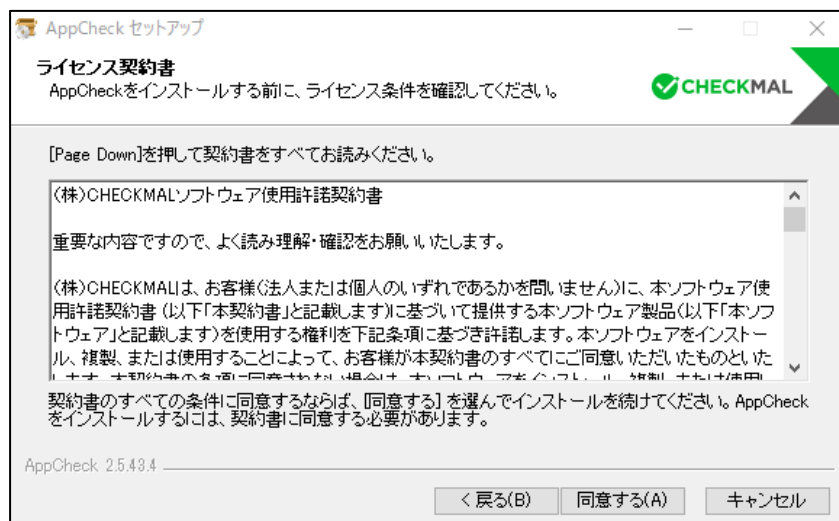 AppCheck セットアップ
ライセンス契約書
AppCheckをインストールする前に、ライセンス条件を確認してください。
CHECKMAL
[Page Down]を押して契約書をすべてお読みください。
(株)CHECKMALソフトウェア使用許諾契約書
重要な内容ですので、よく読み理解・確認をお願いいたします。
(株)CHECKMALは、お客様(法人または個人のいずれであるかを問いません)に、本ソフトウェア使
用許諾契約書 (以下「本契約書」と記載します)に基づいて提供する本ソフトウェア製品(以下「本ソフ
トウェア」と記載します)を使用する権利を下記条項に基づき許諾します。本ソフトウェアをインストー
ル、複製、または使用することによって、お客様が本契約書のすべてにご同意いただいたものといた
契約書のすべての条件に同意するならば、[同意する] を選んでインストールを続けてください。AppCheck
をインストールするには、契約書に同意する必要があります。
AppCheck 2.5.43.4
< 戻る(B)
同意する(A)
キャンセル